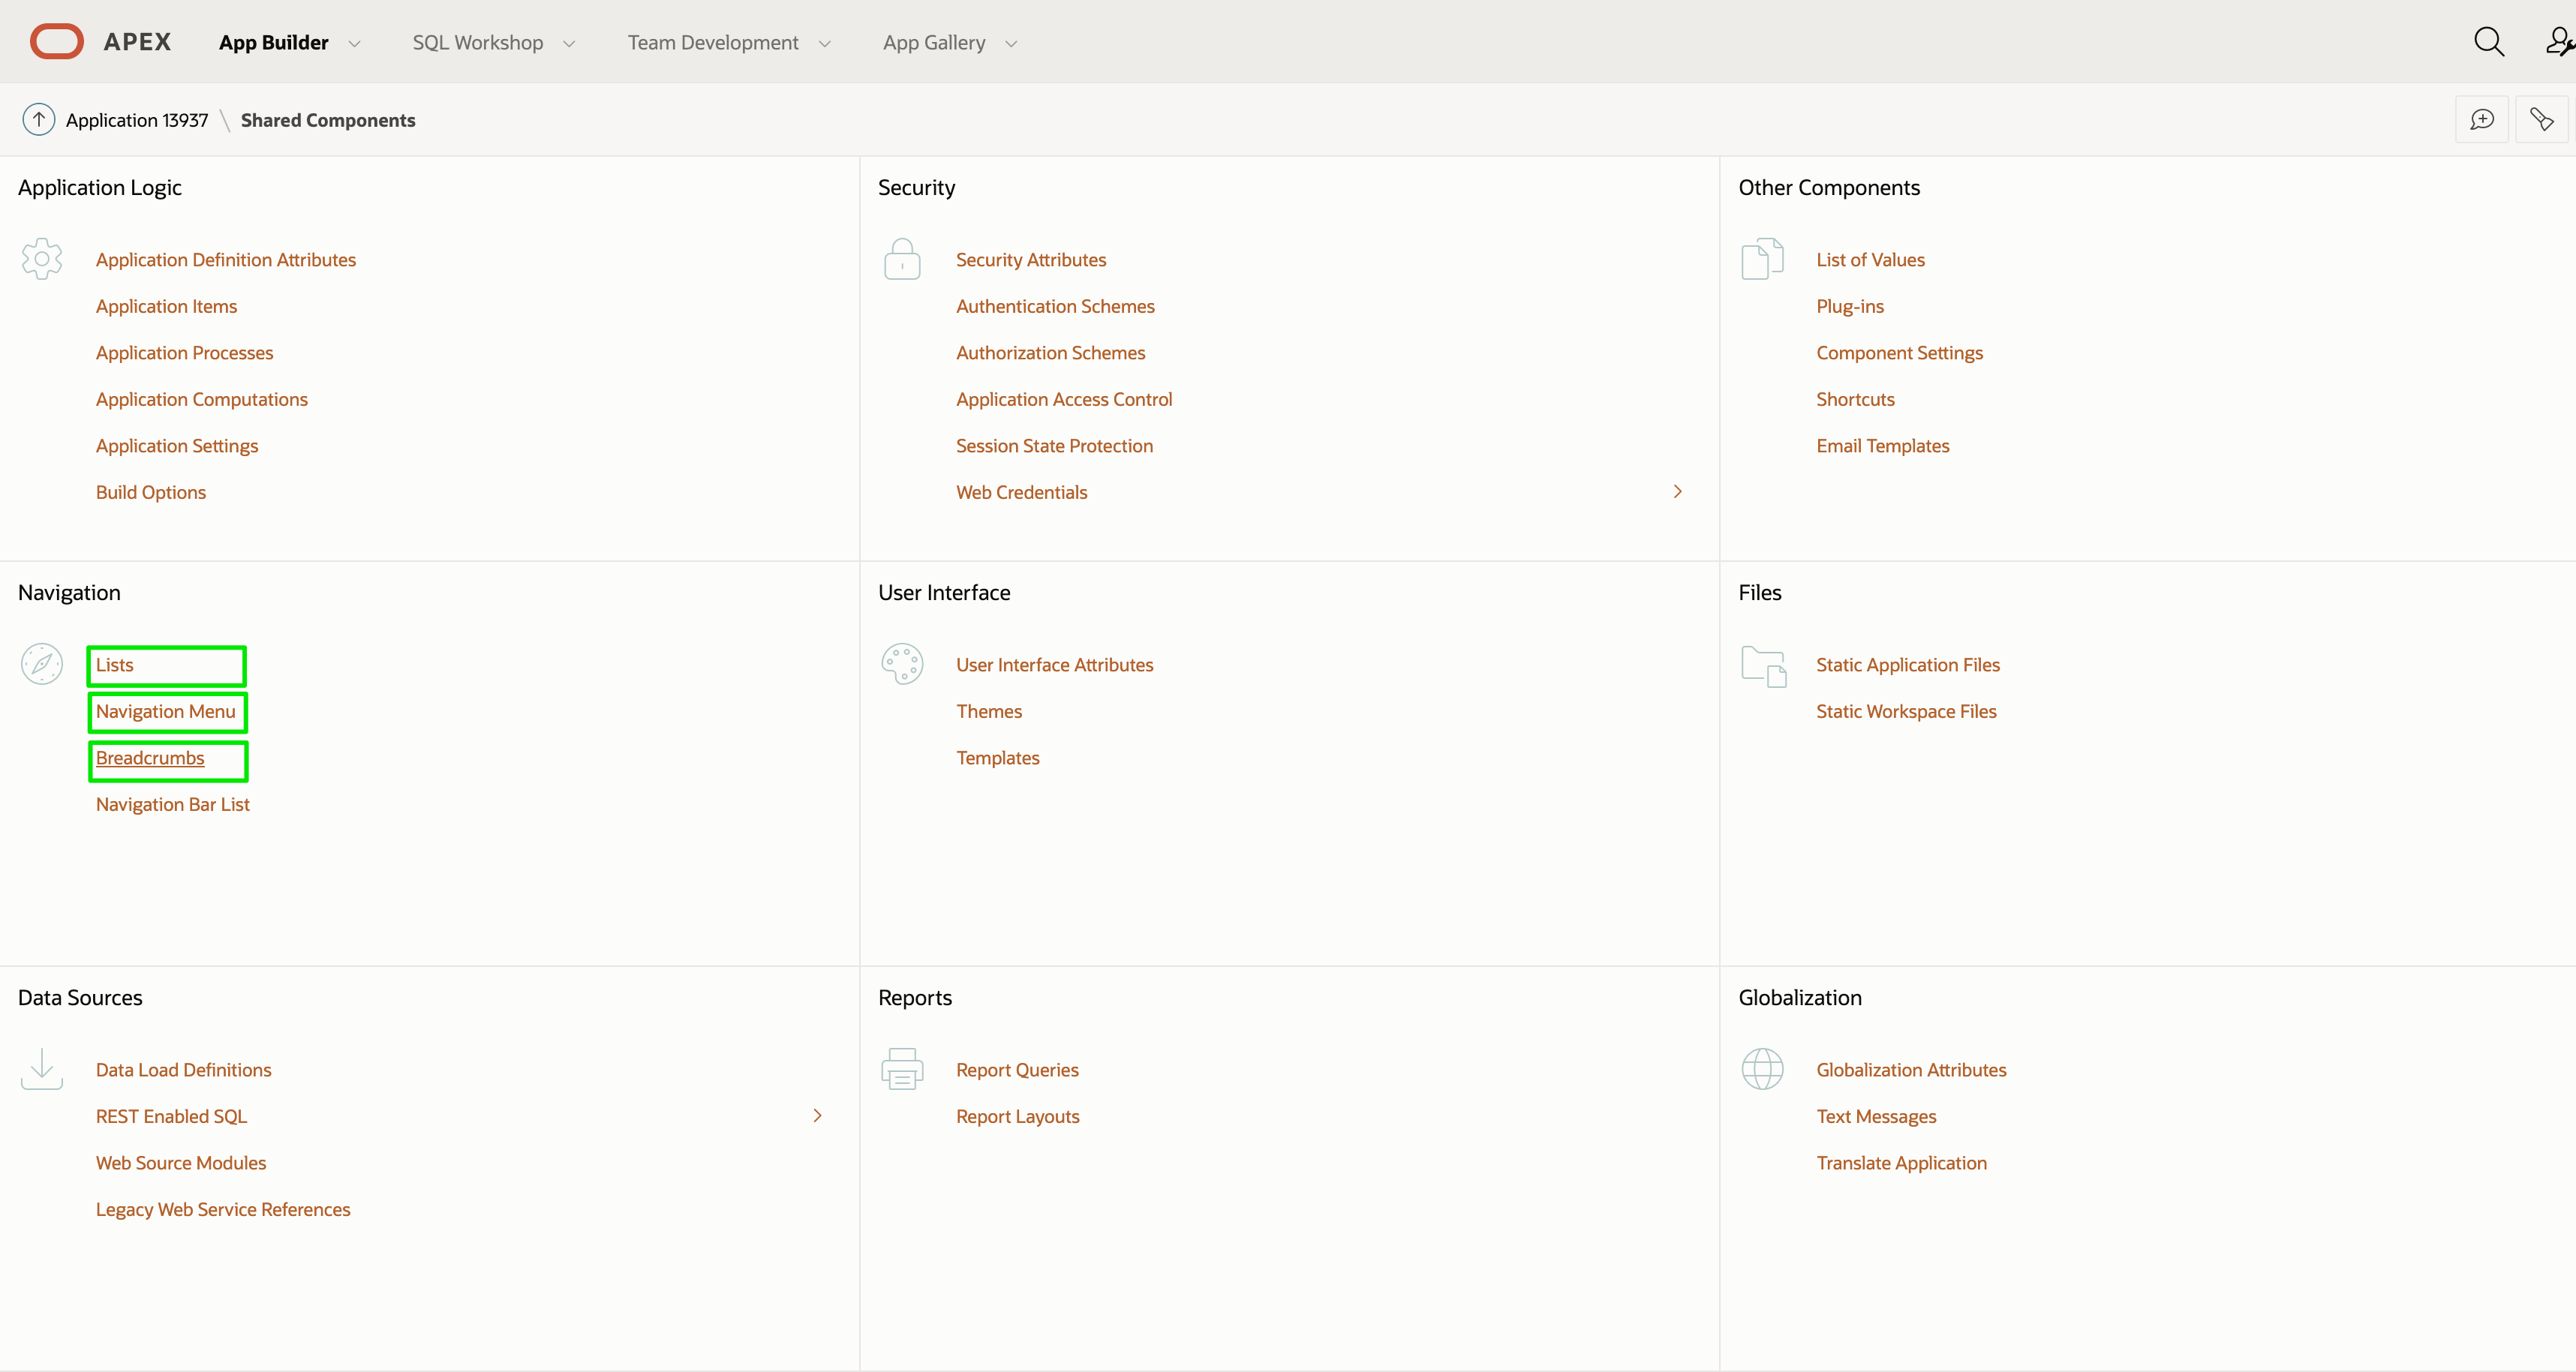 APEX App Builder SQL Workshop Team Development App Gallery
Application 13937 \ Shared Components
Application Logic
Application Definition Attributes
Application Items
Application Processes
Application Computations
Application Settings
Build Options
Security
Security Attributes
Authentication Schemes
Authorization Schemes
Application Access Control
Session State Protection
Web Credentials
Other Components
List of Values
Plug-ins
Component Settings
Shortcuts
Email Templates
Navigation
Lists
Navigation Menu
Breadcrumbs
Navigation Bar List
User Interface
User Interface Attributes
Themes
Templates
Files
Static Application Files
Static Workspace Files
Data Sources
Data Load Definitions
REST Enabled SQL
Web Source Modules
Legacy Web Service References
Reports
Report Queries
Report Layouts
Globalization
Globalization Attributes
Text Messages
Translate Application